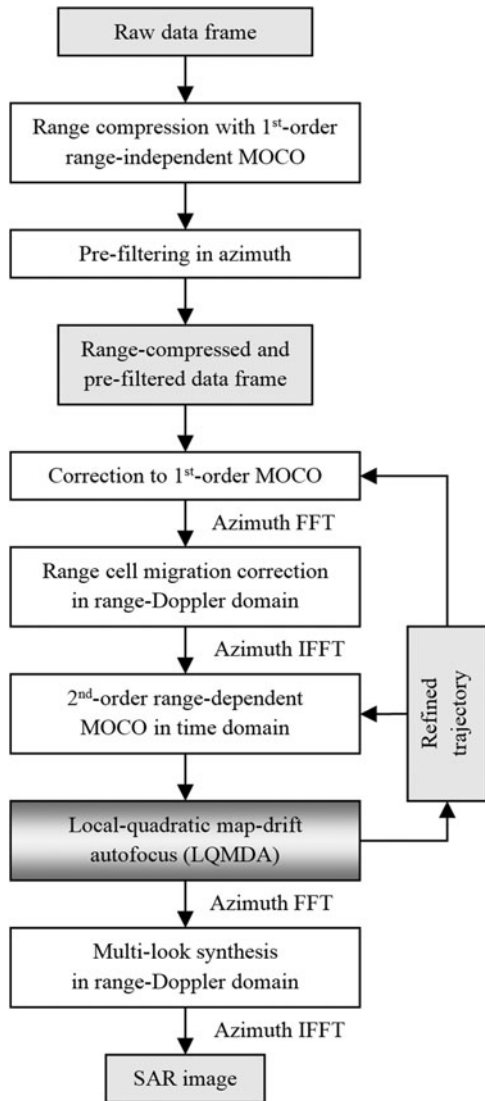 Raw data frame
Range compression with 1st-order
range-independent MOCO
Pre-filtering in azimuth
Range-compressed and
pre-filtered data frame
Correction to 1st-order MOCO
Azimuth FFT
Range cell migration correction
in range-Doppler domain
Azimuth IFFT
2nd-order range-dependent
MOCO in time domain
Refined
trajectory
Local-quadratic map-drift
autofocus (LQMDA)
Azimuth FFT
Multi-look synthesis
in range-Doppler domain
Azimuth IFFT
SAR image